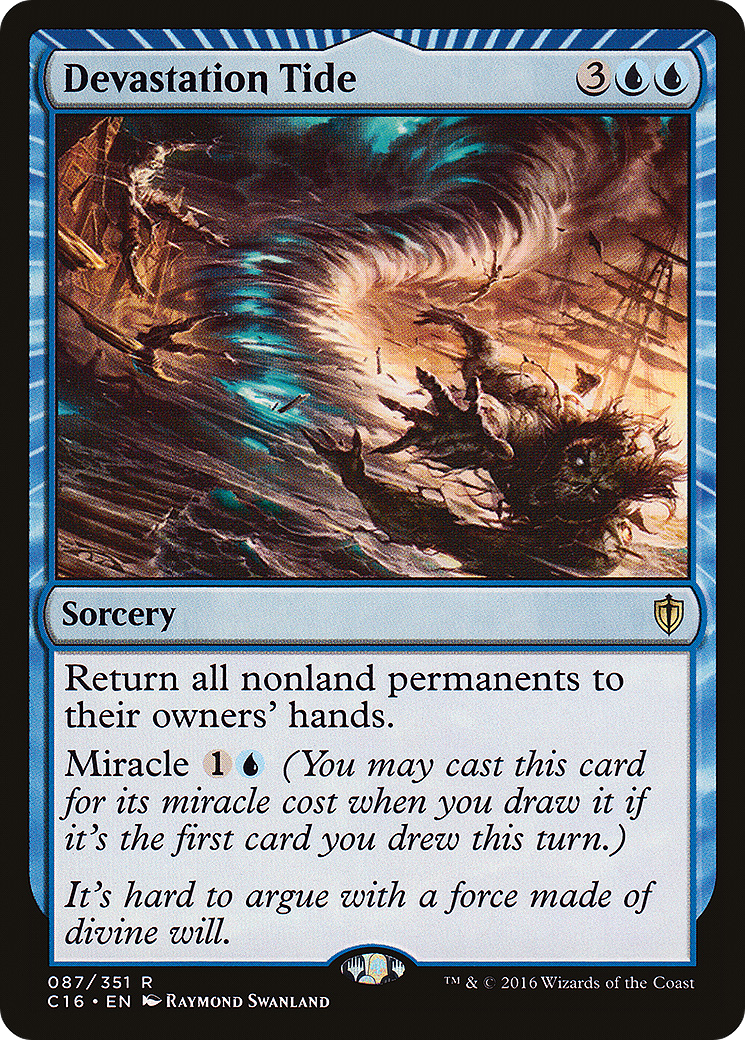 Devastation Tide 3
Sorcery
Return all nonland permanents to
their owners' hands.
Miracle 1 (You may cast this card
for its miracle cost when you draw it if
it's the first card you drew this turn.)
It's hard to argue with a force made of
divine will.
087/351 R
C16 • EN Raymond Swanland
™ & © 2016 Wizards of the Coast